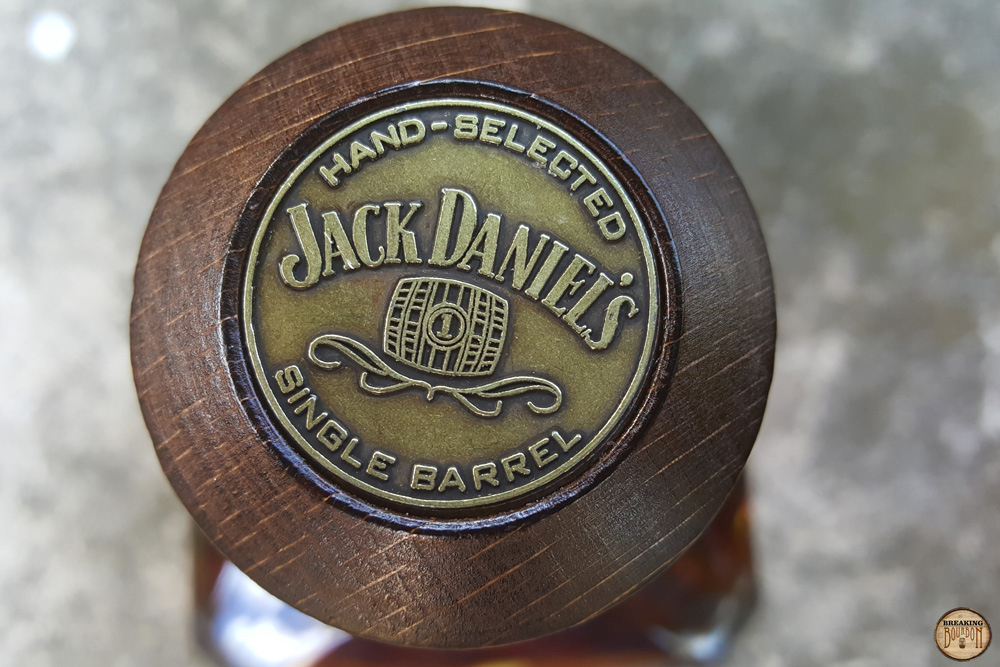 HAND-SELECTED
JACK DANIEL'S
1
SINGLE BARREL
BREAKING
BOURBON